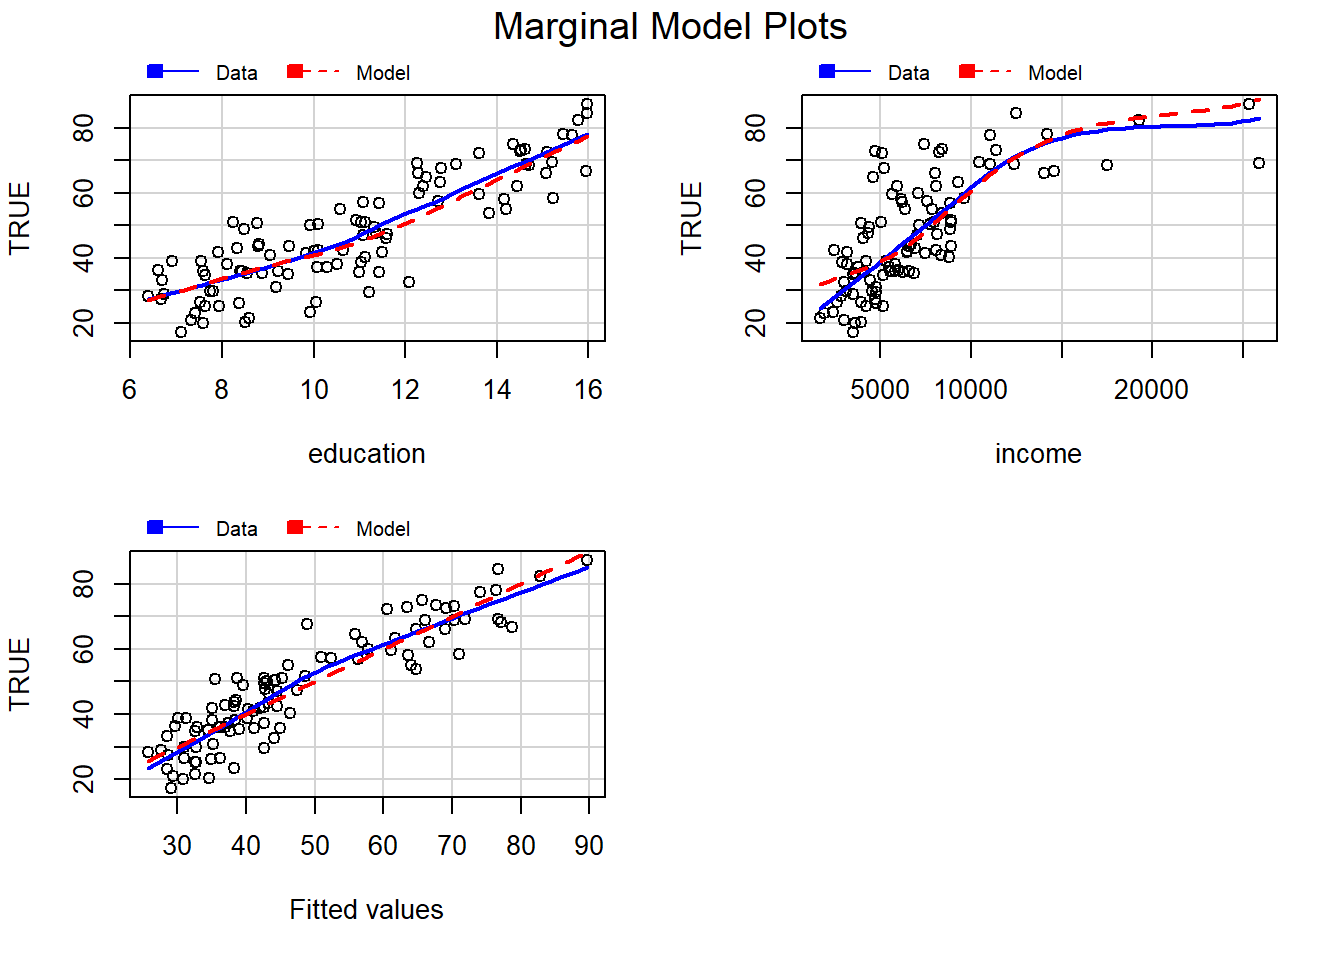 Marginal Model Plots
Data Model
TRUE
20 40 60 80
6 8 10 12 14 16
education
Data Model
TRUE
20 40 60 80
5000 10000 20000
income
Data Model
TRUE
20 40 60 80
30 40 50 60 70 80 90
Fitted values